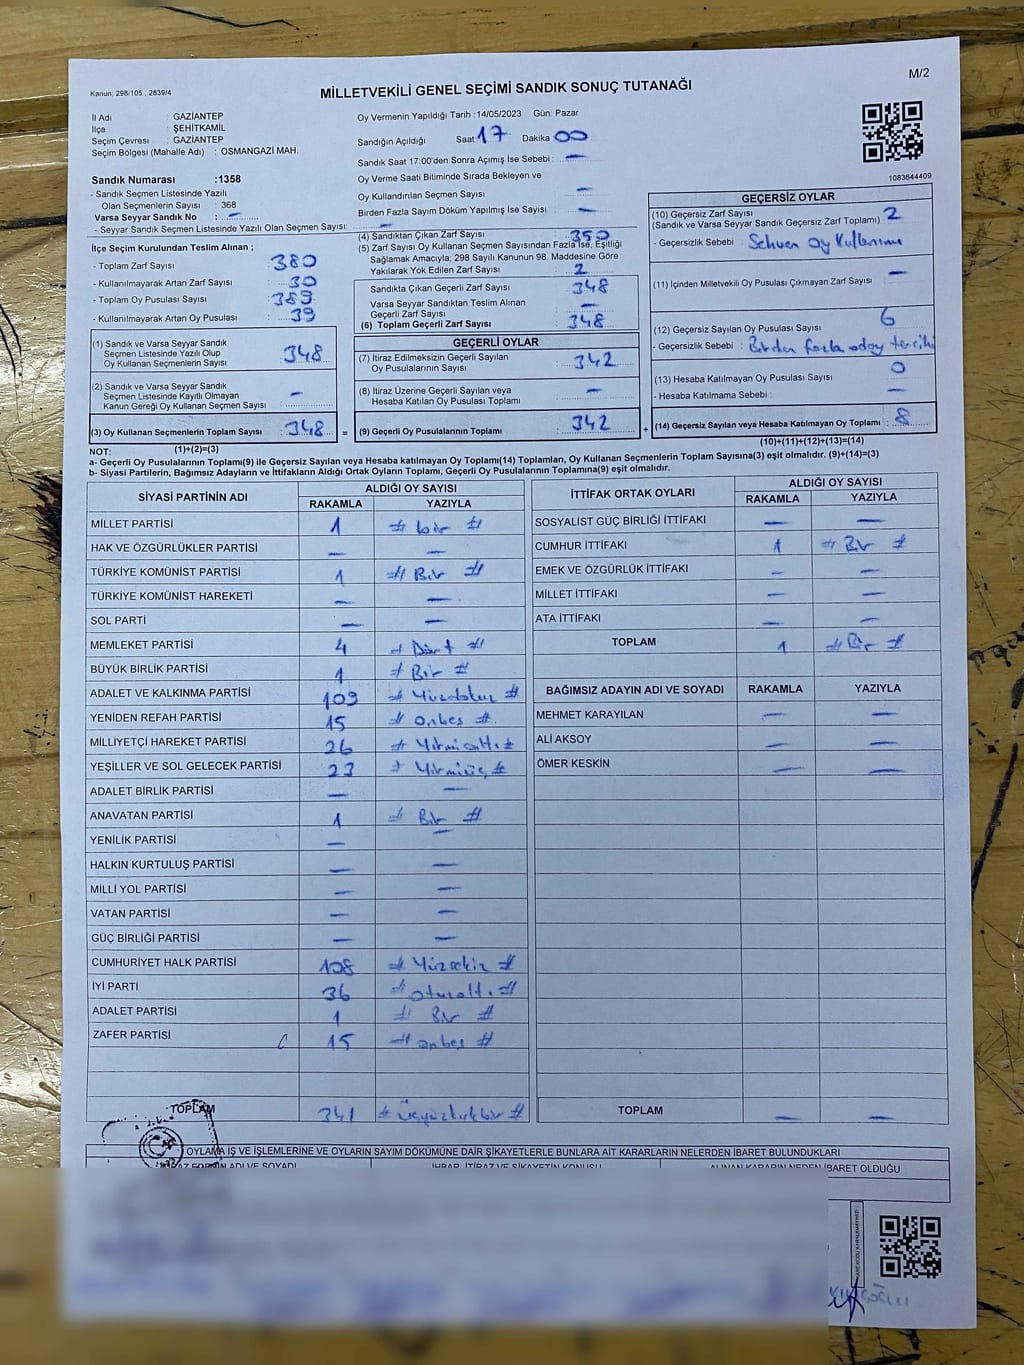 M/2
Kanun: 298/105 , 2839/4
MİLLETVEKİLİ GENEL SEÇİMİ SANDIK SONUÇ TUTANAĞI
İl Adı : GAZİANTEP
İlçe : ŞEHİTKAMİL
Seçim Çevresi : GAZİANTEP
Seçim Bölgesi (Mahalle Adı) : OSMANGAZİ MAH.
Sandık Numarası :1358
- Sandık Seçmen Listesinde Yazılı
Olan Seçmenlerin Sayısı : 368
Varsa Seyyar Sandık No : —
- Seyyar Sandık Seçmen Listesinde Yazılı Olan Seçmen Sayısı: —
İlçe Seçim Kurulundan Teslim Alınan ;
- Toplam Zarf Sayısı : 380
- Kullanılmayarak Artan Zarf Sayısı : 30
- Toplam Oy Pusulası Sayısı : 389
- Kullanılmayarak Artan Oy Pusulası : 39
Oy Vermenin Yapıldığı Tarih :14/05/2023 Gün: Pazar
Sandığın Açıldığı Saat 17 Dakika 00
Sandık Saat 17:00'den Sonra Açımış İse Sebebi : —
Oy Verme Saati Bitiminde Sırada Bekleyen ve
Oy Kullandırılan Seçmen Sayısı : —
Birden Fazla Sayım Döküm Yapılmış İse Sayısı : —
(4) Sandıktan Çıkan Zarf Sayısı : 350
(5) Zarf Sayısı Oy Kullanan Seçmen Sayısından Fazla İse, Eşitliği
Sağlamak Amacıyla; 298 Sayılı Kanunun 98. Maddesine Göre
Yakılarak Yok Edilen Zarf Sayısı : 2
Sandıkta Çıkan Geçerli Zarf Sayısı : 348
Varsa Seyyar Sandıktan Teslim Alınan
Geçerli Zarf Sayısı : —
(6) Toplam Geçerli Zarf Sayısı : 348
1083644409
GEÇERSİZ OYLAR
(10) Geçersiz Zarf Sayısı
(Sandık ve Varsa Seyyar Sandık Geçersiz Zarf Toplamı) : 2
- Geçersizlik Sebebi : Sehven Oy Kullanımı
(11) İçinden Milletvekili Oy Pusulası Çıkmayan Zarf Sayısı : —
(12) Geçersiz Sayılan Oy Pusulası Sayısı : 6
- Geçersizlik Sebebi : Birden fazla aday tercihi
(13) Hesaba Katılmayan Oy Pusulası Sayısı : 0
- Hesaba Katılmama Sebebi : —
(14) Geçersiz Sayılan veya Hesaba Katılmayan Oy Toplamı : 8
(10)+(11)+(12)+(13)=(14)
(1) Sandık ve Varsa Seyyar Sandık
Seçmen Listesinde Yazılı Olup
Oy Kullanan Seçmenlerin Sayısı : 348
(2) Sandık ve Varsa Seyyar Sandık
Seçmen Listesinde Kayıtlı Olmayan
Kanun Gereği Oy Kullanan Seçmen Sayısı : —
(3) Oy Kullanan Seçmenlerin Toplam Sayısı : 348 =
(1)+(2)=(3)
GEÇERLİ OYLAR
(7) İtiraz Edilmeksizin Geçerli Sayılan
Oy Pusulalarının Sayısı : 342
(8) İtiraz Üzerine Geçerli Sayılan veya
Hesaba Katılan Oy Pusulası Toplamı : —
(9) Geçerli Oy Pusulalarının Toplamı : 342 +
NOT:
a- Geçerli Oy Pusulaları Toplamı(9) ile Geçersiz Sayılan veya Hesaba katılmayan Oy Toplamı(14) Toplamları, Oy Kullanan Seçmenlerin Toplam Sayısına(3) eşit olmalıdır. (9)+(14)=(3)
b- Siyasi Partilerin, Bağımsız Adayların ve İttifakların Aldığı Ortak Oyların Toplamı, Geçerli Oy Pusulalarının Toplamına(9) eşit olmalıdır.
SİYASİ PARTİNİN ADI ALDIĞI OY SAYISI
RAKAMLA YAZIYLA
MİLLET PARTİSİ 1 # bir #
HAK VE ÖZGÜRLÜKLER PARTİSİ — —
TÜRKİYE KOMÜNİST PARTİSİ 1 # Bir #
TÜRKİYE KOMÜNİST HAREKETİ — —
SOL PARTİ — —
MEMLEKET PARTİSİ 4 # Dört #
BÜYÜK BİRLİK PARTİSİ 1 # Bir #
ADALET VE KALKINMA PARTİSİ 109 # Yüzdokuz #
YENİDEN REFAH PARTİSİ 15 # onbeş #
MİLLİYETÇİ HAREKET PARTİSİ 26 # Yirmialtı #
YEŞİLLER VE SOL GELECEK PARTİSİ 23 # Yirmiüç #
ADALET BİRLİK PARTİSİ — —
ANAVATAN PARTİSİ 1 # Bir #
YENİLİK PARTİSİ — —
HALKIN KURTULUŞ PARTİSİ — —
MİLLİ YOL PARTİSİ — —
VATAN PARTİSİ — —
GÜÇ BİRLİĞİ PARTİSİ — —
CUMHURİYET HALK PARTİSİ 108 # Yüzsekiz #
İYİ PARTİ 36 # otuzaltı #
ADALET PARTİSİ 1 # Bir #
ZAFER PARTİSİ 15 # onbeş #
TOPLAM 341 # Üçyüzkırkbir #
İTTİFAK ORTAK OYLARI ALDIĞI OY SAYISI
RAKAMLA YAZIYLA
SOSYALİST GÜÇ BİRLİĞİ İTTİFAKI — —
CUMHUR İTTİFAKI 1 # Bir #
EMEK VE ÖZGÜRLÜK İTTİFAKI — —
MİLLET İTTİFAKI — —
ATA İTTİFAKI — —
TOPLAM 1 # Bir #
BAĞIMSIZ ADAYIN ADI VE SOYADI RAKAMLA YAZIYLA
MEHMET KARAYILAN — —
ALİ AKSOY — —
ÖMER KESKİN — —
TOPLAM — —
OYLAMA İŞ VE İŞLEMLERİNE VE OYLARIN SAYIM DÖKÜMÜNE DAİR ŞİKAYETLERLE BUNLARA AİT KARARLARIN NELERDEN İBARET BULUNDUKLARI
ADI VE SOYADI İHBAR, İTİRAZ VE ŞİKAYETİN KONUSU ALINAN KARARIN NEDEN İBARET OLDUĞU